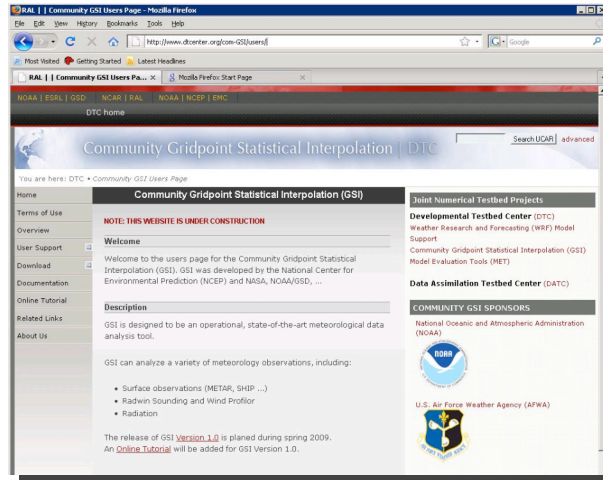 RAL | | Community GSI Users Page - Mozilla Firefox
File Edit View History Bookmarks Tools Help
http://www.dtcenter.org/com-GSI/users/
Google
Most Visited Getting Started Latest Headlines
RAL | | Community GSI Users Pa... Mozilla Firefox Start Page
NOAA | ESRL | GSD NCAR | RAL NOAA | NCEP | EMC
DTC home
Community Gridpoint Statistical Interpolation | DTC
Search UCAR advanced
You are here: DTC • Community GSI Users Page
Home
Terms of Use
Overview
User Support
Download
Documentation
Online Tutorial
Related Links
About Us
Community Gridpoint Statistical Interpolation (GSI)
NOTE: THIS WEBSITE IS UNDER CONSTRUCTION
Welcome
Welcome to the users page for the Community Gridpoint Statistical
Interpolation (GSI). GSI was developed by the National Center for
Environmental Prediction (NCEP) and NASA, NOAA/GSD, ...
Description
GSI is designed to be an operational, state-of-the-art meteorological data
analysis tool.
GSI can analyze a variety of meteorology observations, including:
• Surface observations (METAR, SHIP ...)
• Radwin Sounding and Wind Profilor
• Radiation
The release of GSI Version 1.0 is planed during spring 2009.
An Online Tutorial will be added for GSI Version 1.0.
Joint Numerical Testbed Projects
Developmental Testbed Center (DTC)
Weather Research and Forecasting (WRF) Model
Support
Community Gridpoint Statistical Interpolation (GSI)
Model Evaluation Tools (MET)
Data Assimilation Testbed Center (DATC)
COMMUNITY GSI SPONSORS
National Oceanic and Atmospheric Administration
(NOAA)
NOAA
U.S. Air Force Weather Agency (AFWA)